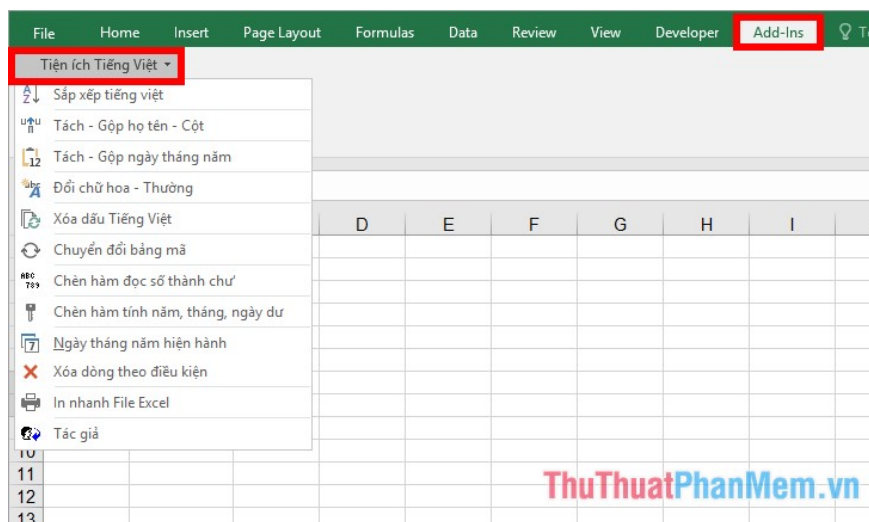 File Home Insert Page Layout Formulas Data Review View Developer Add-Ins
Tiện ích Tiếng Việt
Sắp xếp tiếng việt
Tách - Gộp họ tên - Cột
Tách - Gộp ngày tháng năm
Đổi chữ hoa - Thường
Xóa dấu Tiếng Việt
D E F G H I
Chuyển đổi bảng mã
Chèn hàm đọc số thành chư
Chèn hàm tính năm, tháng, ngày dư
Ngày tháng năm hiện hành
Xóa dòng theo điều kiện
In nhanh File Excel
Tác giả
10
11
ThuThuatPhanMem.vn
12
13